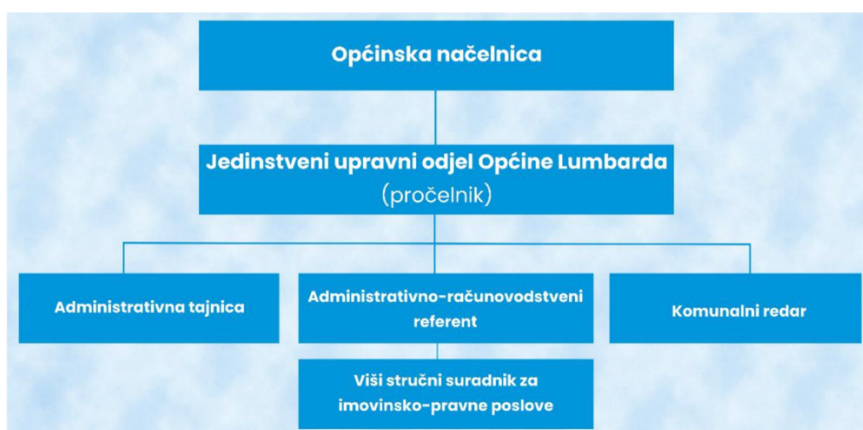 Općinska načelnica
Jedinstveni upravni odjel Općine Lumbarda
(pročelnik)
Administrativna tajnica
Administrativno-računovodstveni
referent
Komunalni redar
Viši stručni suradnik za
imovinsko-pravne poslove